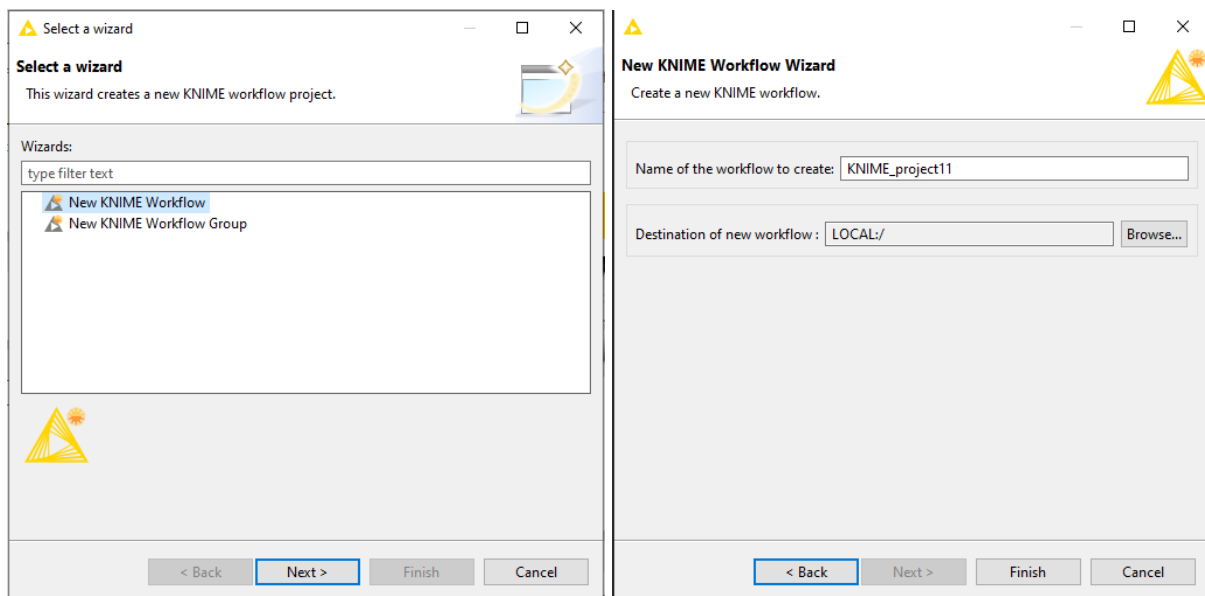 Select a wizard
Select a wizard
This wizard creates a new KNIME workflow project.
Wizards:
type filter text
New KNIME Workflow
New KNIME Workflow Group
< Back Next > Finish Cancel
New KNIME Workflow Wizard
Create a new KNIME workflow.
Name of the workflow to create: KNIME_project11
Destination of new workflow : LOCAL:/ Browse...
< Back Next > Finish Cancel